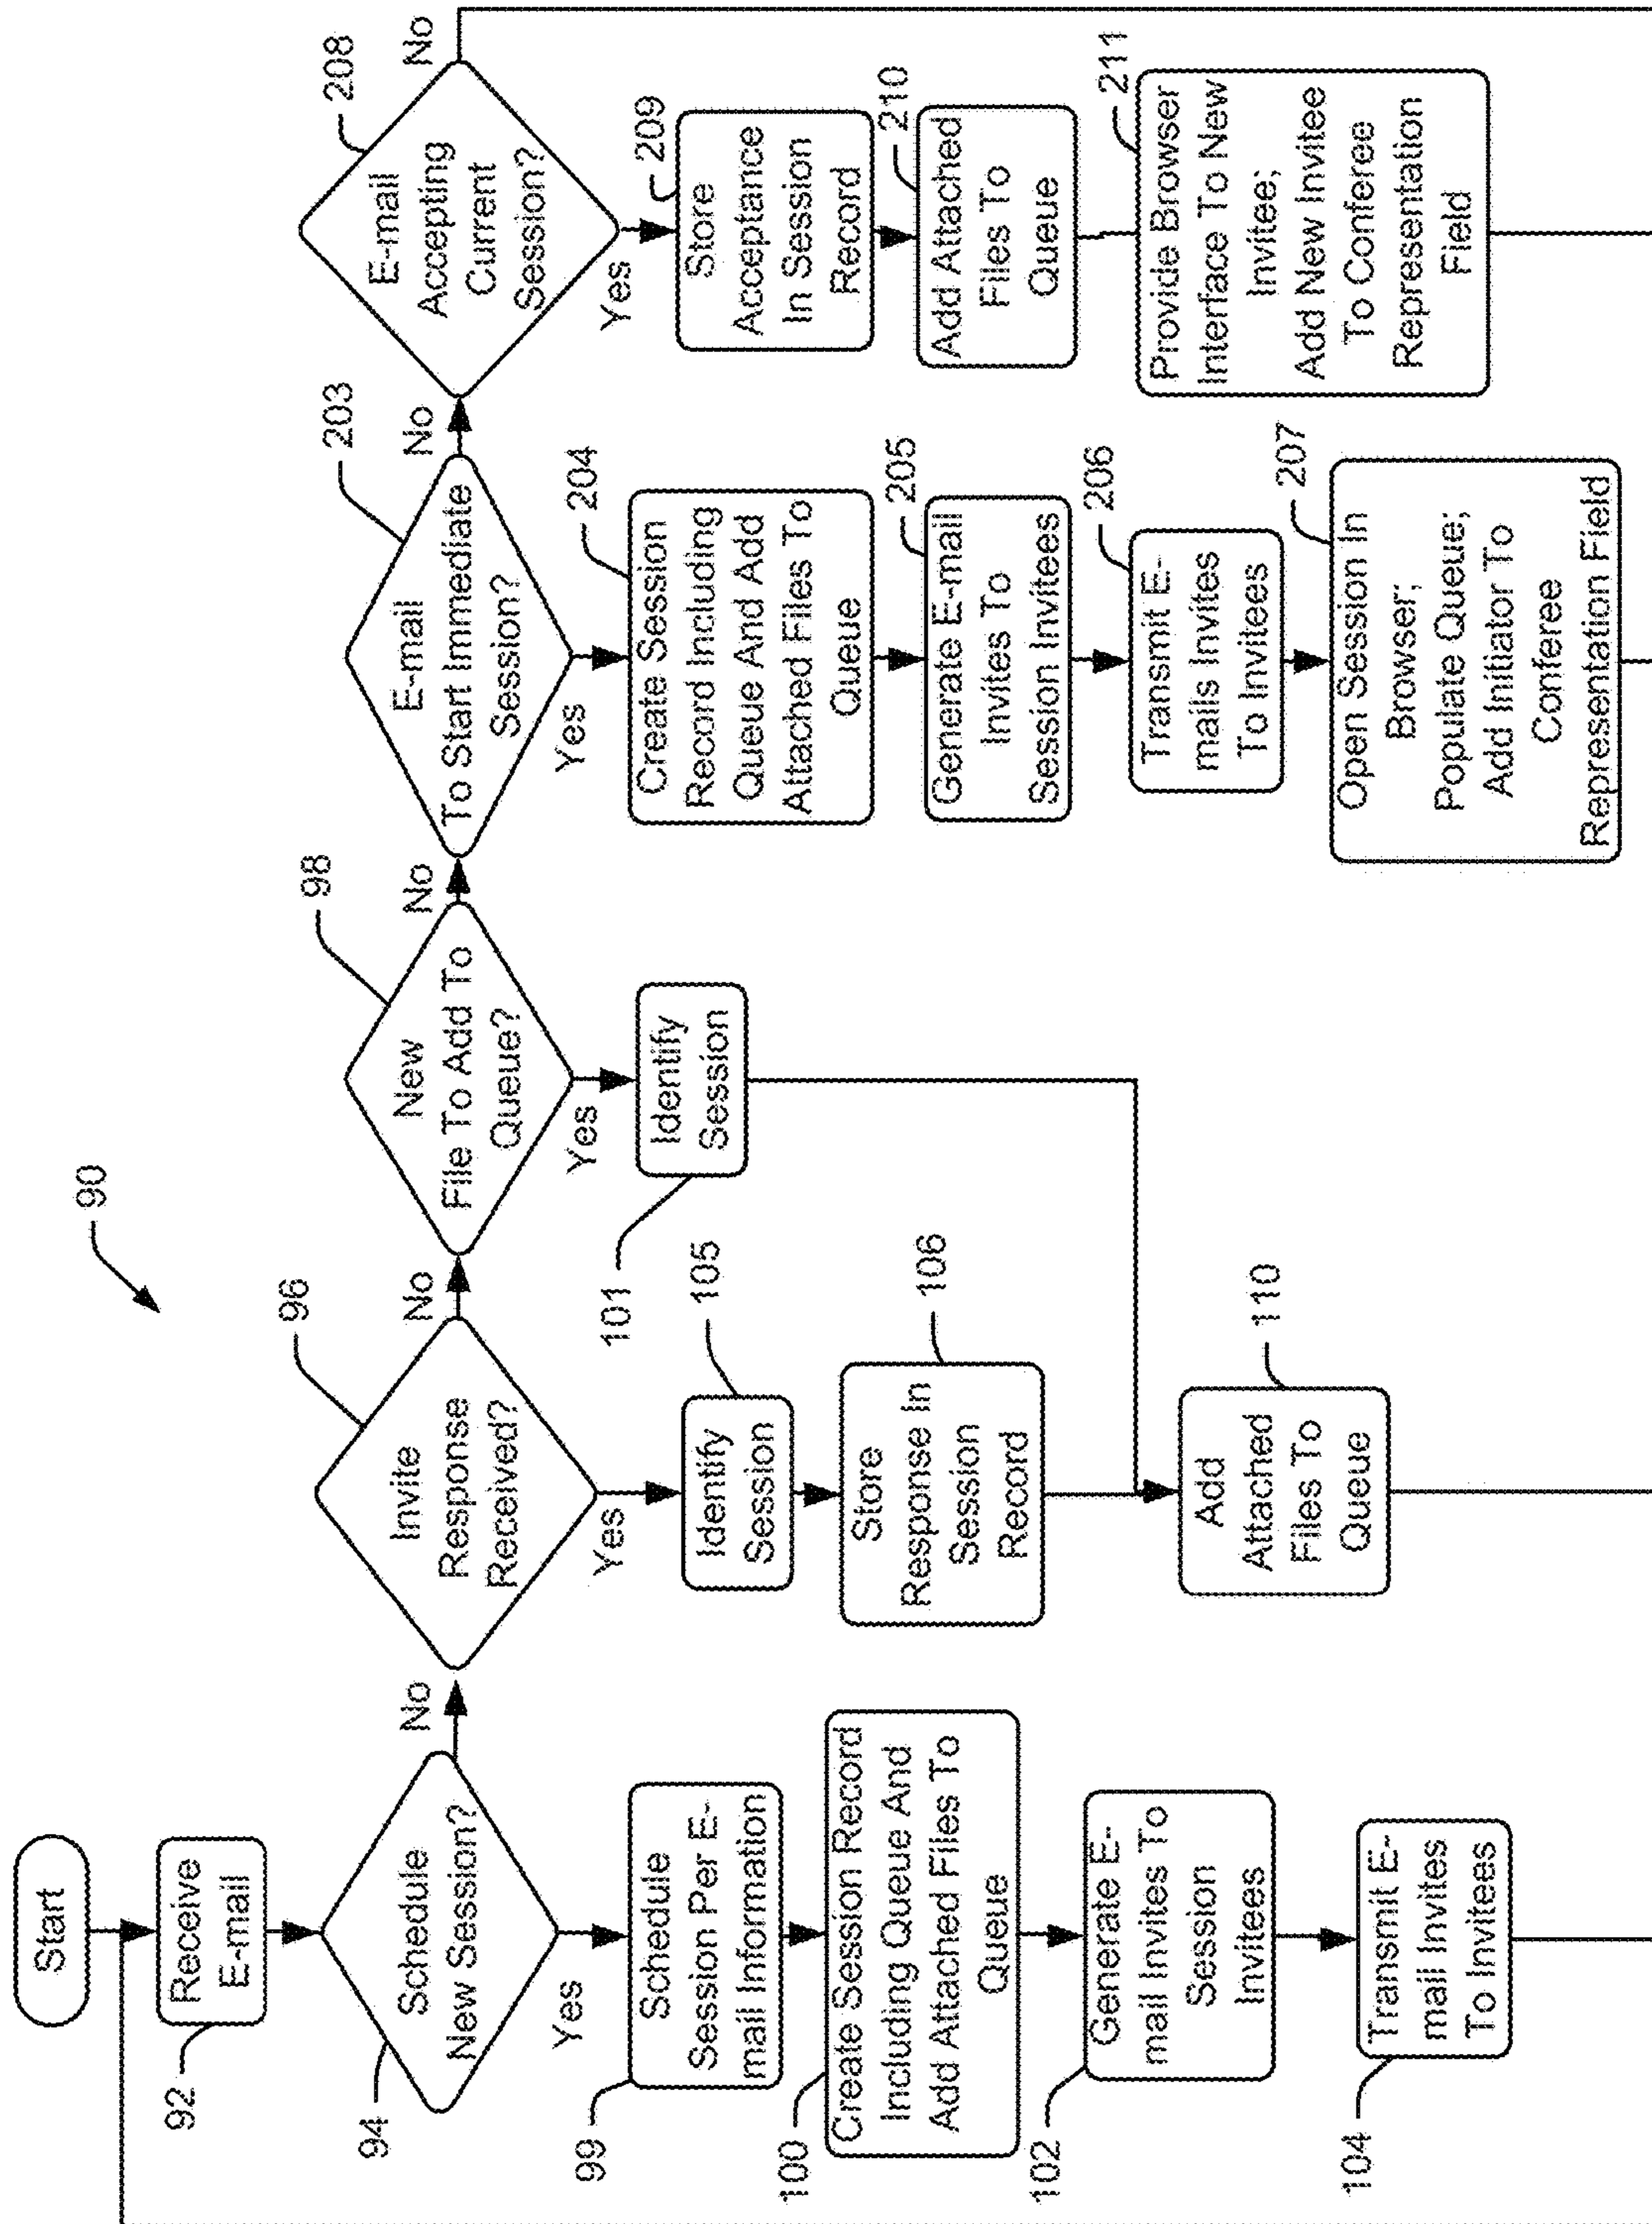 90
Start
Receive
E-mail
92
Schedule
New Session?
94
No
Yes
Schedule
Session Per E-
mail Information
99
Create Session Record
Including Queue And
Add Attached Files To
Queue
100
Generate E-
mail Invites To
Session
Invitees
102
Transmit E-
mail Invites
To Invitees
104
Invite
Response
Received?
96
No
Yes
Identify
Session
105
Store
Response In
Session
Record
106
Add
Attached
Files To
Queue
110
New
File To Add To
Queue?
98
No
Yes
Identify
Session
101
E-mail
To Start Immediate
Session?
203
No
Yes
Create Session
Record Including
Queue And Add
Attached Files To
Queue
204
Generate E-mail
Invites To
Session Invitees
205
Transmit E-
mails Invites
To Invitees
206
Open Session In
Browser;
Populate Queue;
Add Initiator To
Conferee
Representation Field
207
E-mail
Accepting
Current
Session?
208
No
Yes
Store
Acceptance
In Session
Record
209
Add Attached
Files To
Queue
210
Provide Browser
Interface To New
Invitee;
Add New Invitee
To Conferee
Representation
Field
211